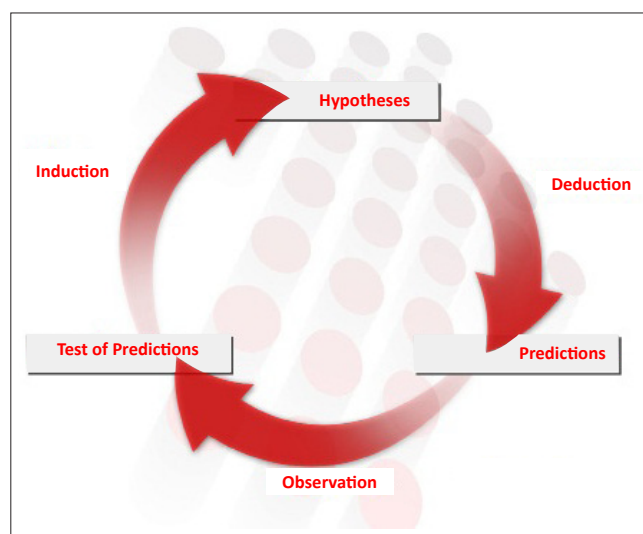 Hypotheses
Induction
Deduction
Test of Predictions
Predictions
Observation